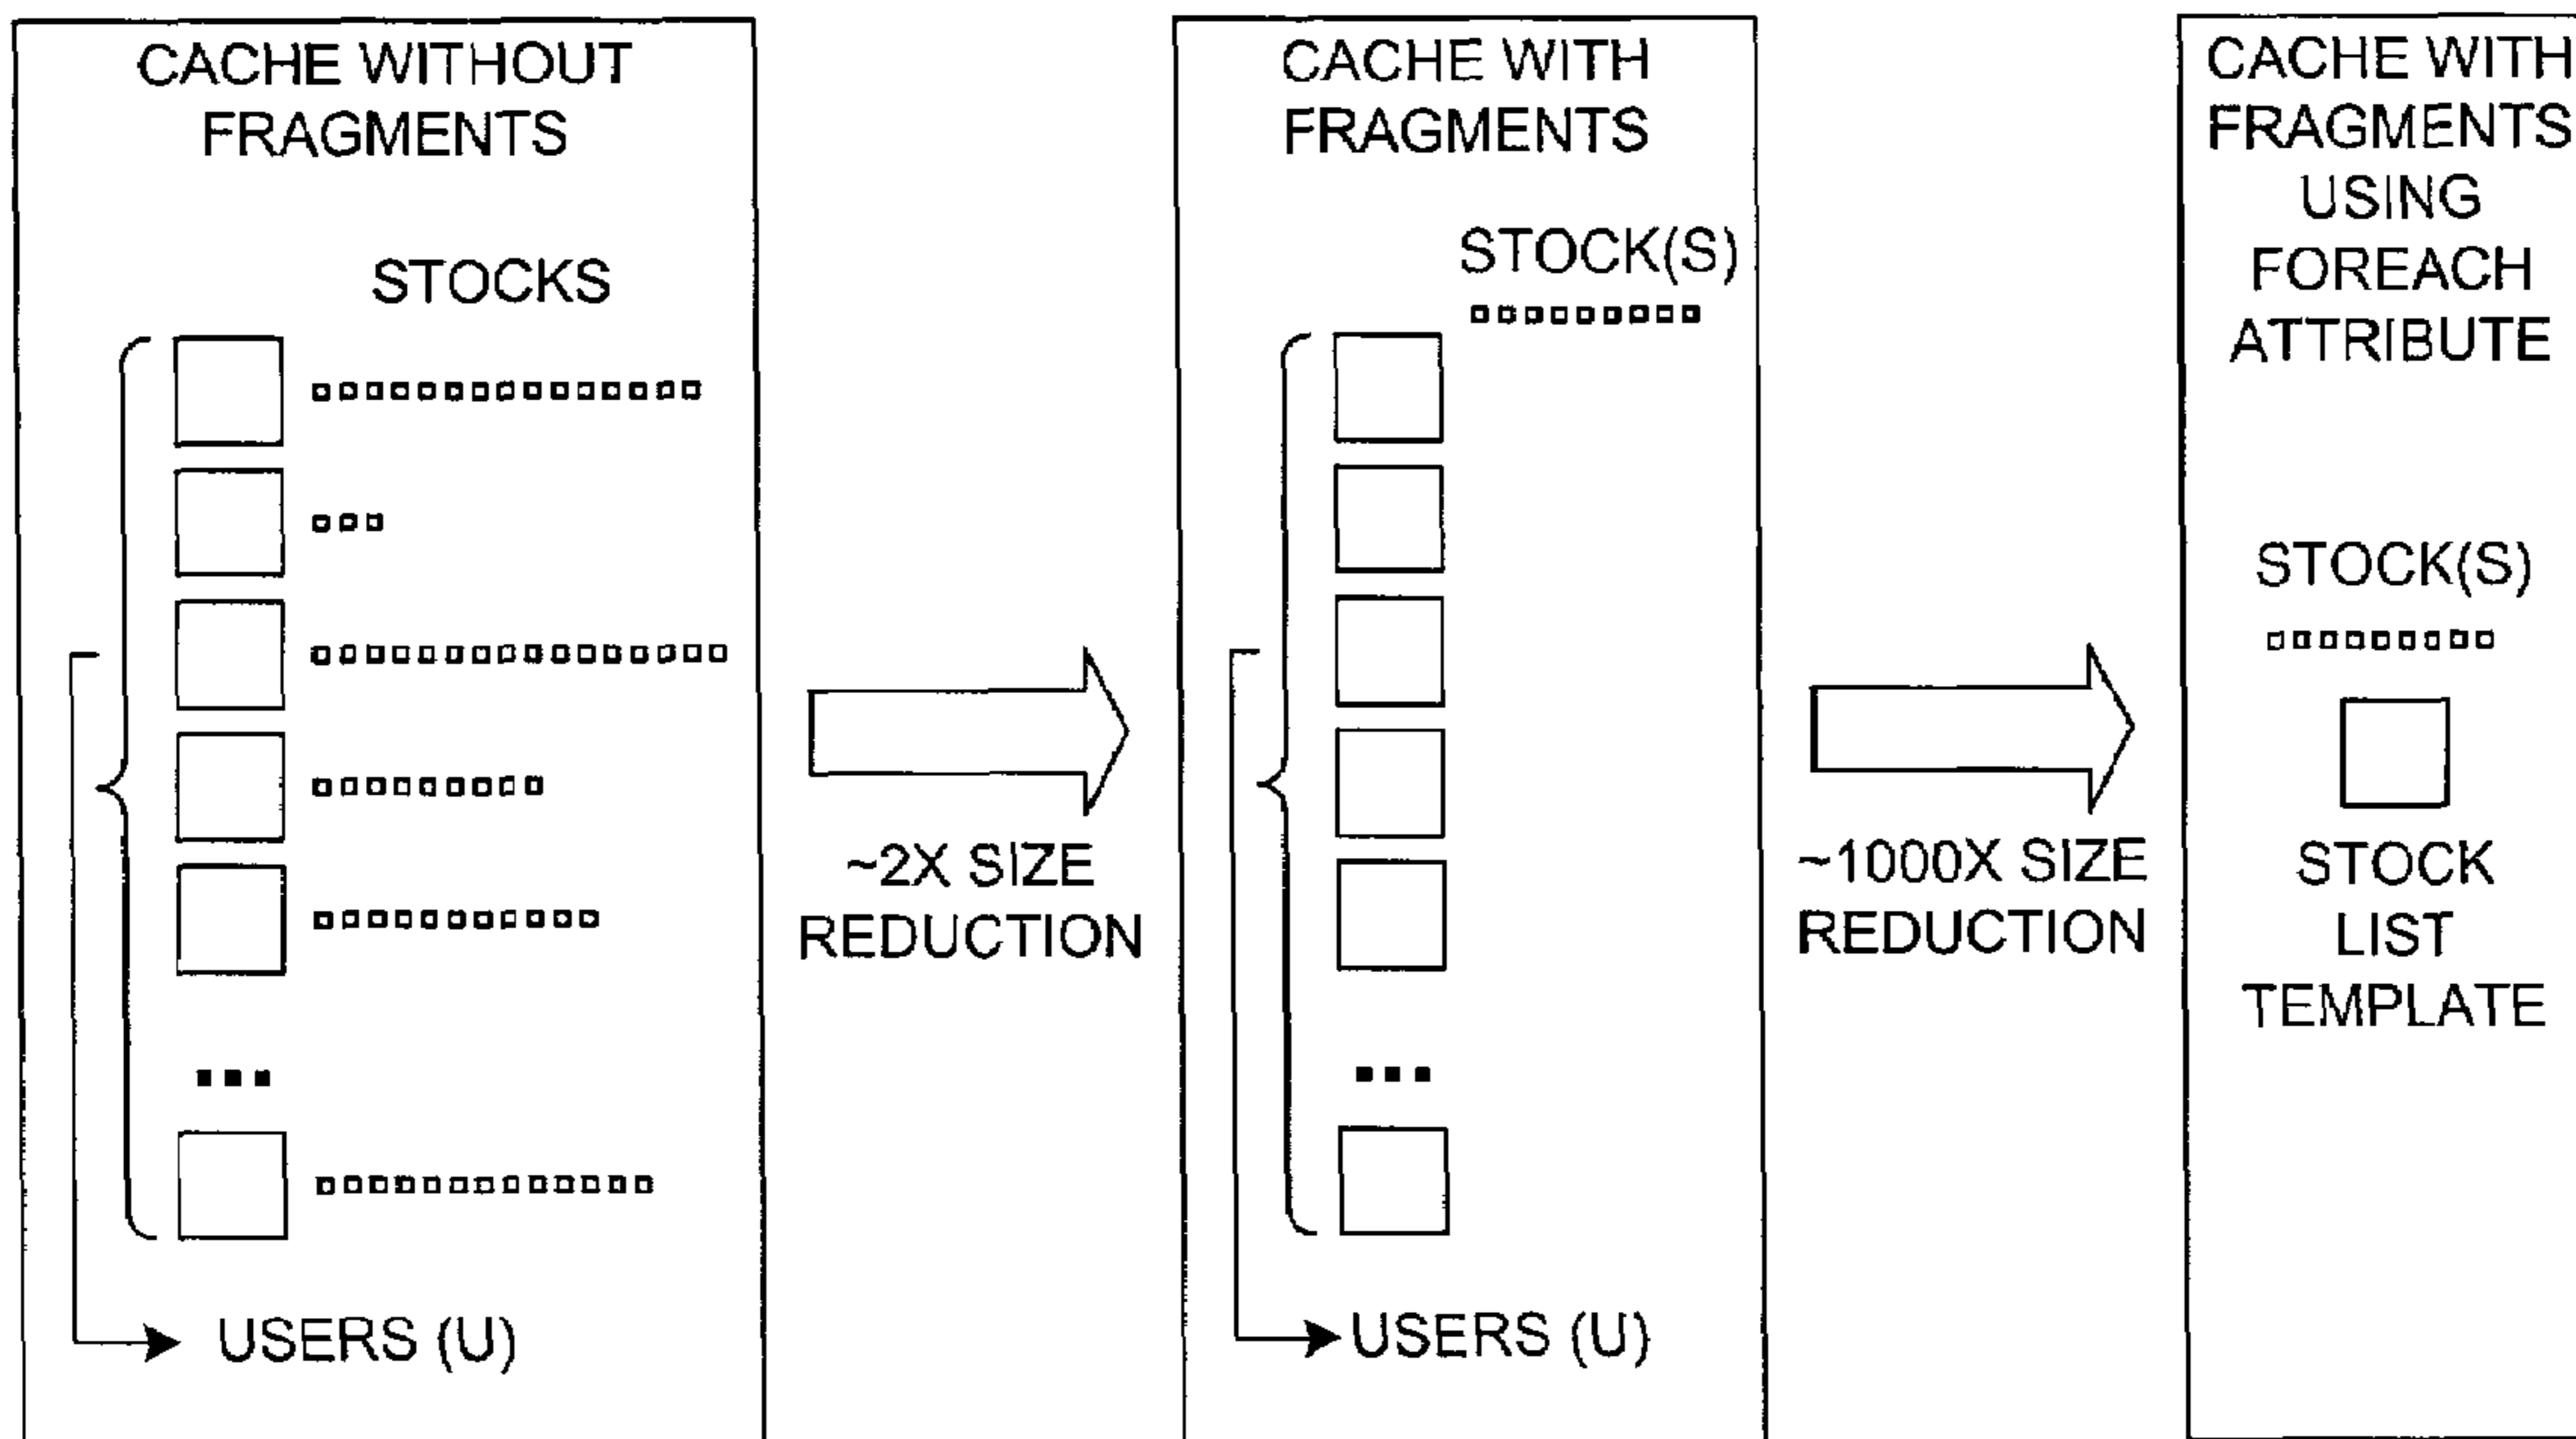 CACHE WITHOUT
FRAGMENTS
STOCKS
...
USERS (U)
~2X SIZE
REDUCTION
CACHE WITH
FRAGMENTS
STOCK(S)
...
USERS (U)
~1000X SIZE
REDUCTION
CACHE WITH
FRAGMENTS
USING
FOREACH
ATTRIBUTE
STOCK(S)
STOCK
LIST
TEMPLATE